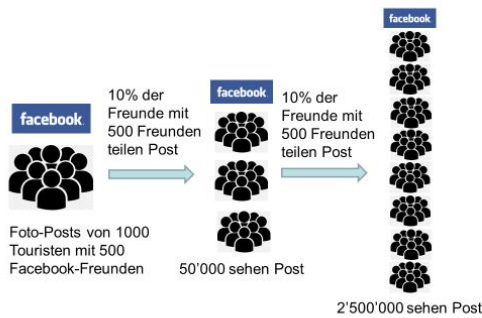 facebook
Foto-Posts von 1000
Touristen mit 500
Facebook-Freunden
10% der
Freunde mit
500 Freunden
teilen Post
facebook
50'000 sehen Post
10% der
Freunde mit
500 Freunden
teilen Post
facebook
2'500'000 sehen Post